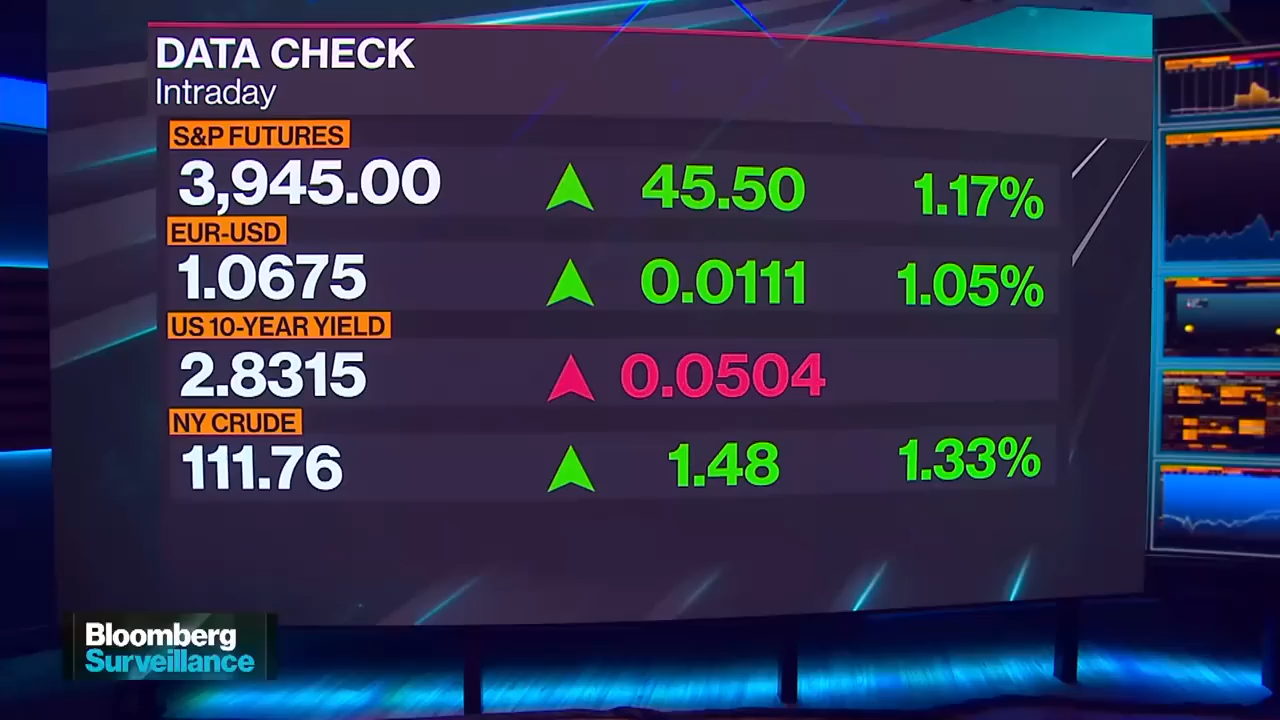 DATA CHECK
Intraday
S&P FUTURES
3,945.00 45.50 1.17%
EUR-USD
1.0675 0.0111 1.05%
US 10-YEAR YIELD
2.8315 0.0504
NY CRUDE
111.76 1.48 1.33%
Bloomberg
Surveillance